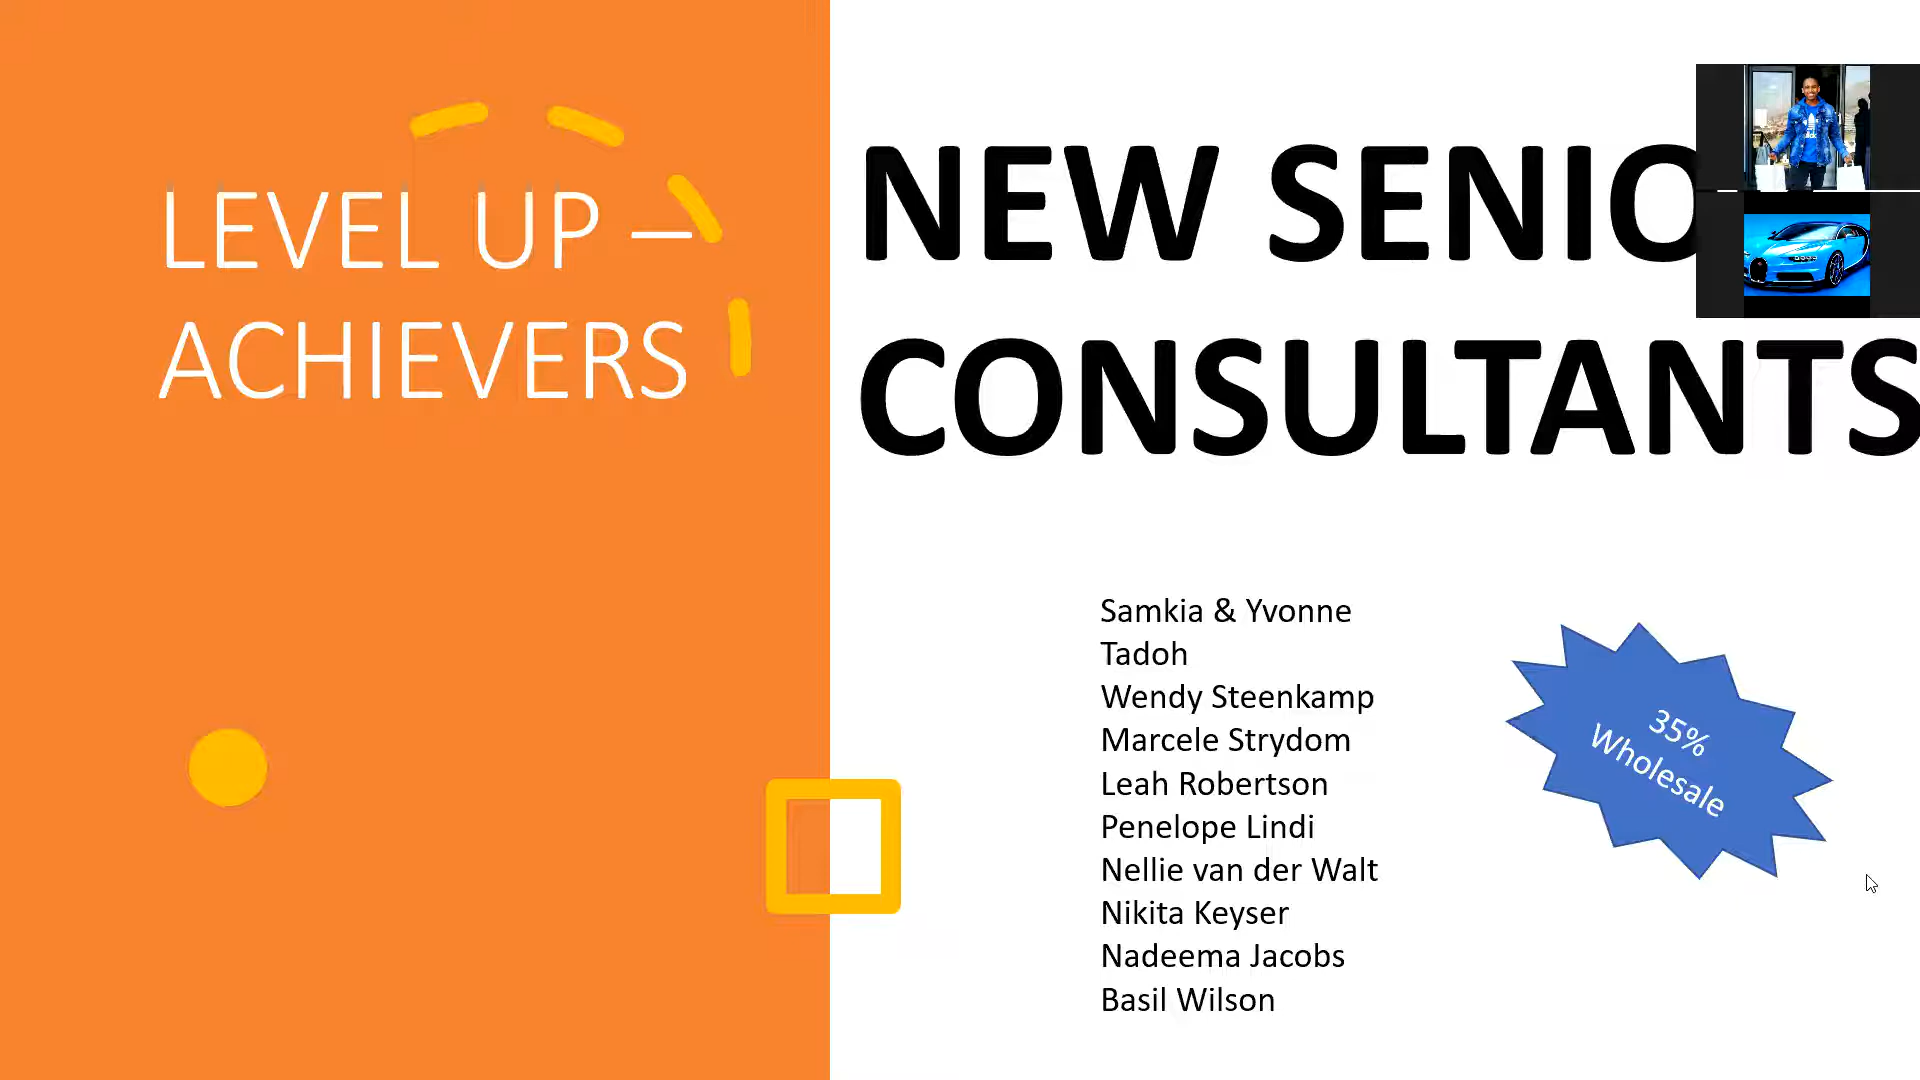 LEVEL UP –
ACHIEVERS
NEW SENIO
CONSULTANTS
Samkia & Yvonne
Tadoh
Wendy Steenkamp
Marcele Strydom
Leah Robertson
Penelope Lindi
Nellie van der Walt
Nikita Keyser
Nadeema Jacobs
Basil Wilson
35%
Wholesale